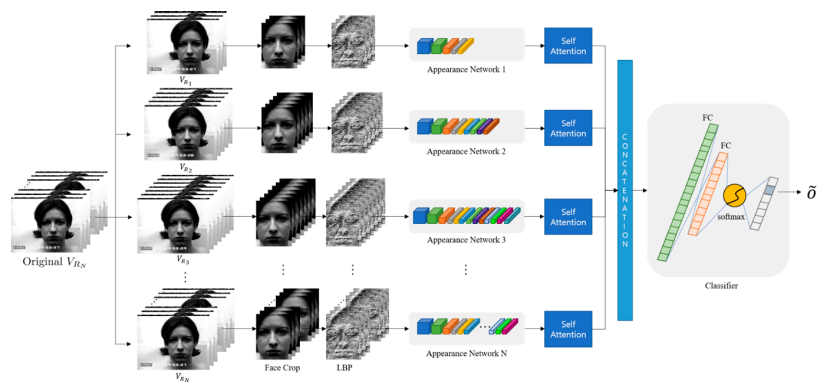 V_{R_1}
V_{R_2}
Original V_{R_N}
V_{R_3}
V_{R_N}
Face Crop
LBP
Appearance Network 1
Appearance Network 2
Appearance Network 3
Appearance Network N
Self
Attention
Self
Attention
Self
Attention
Self
Attention
CONCATENATION
FC
FC
softmax
Classifier
õ